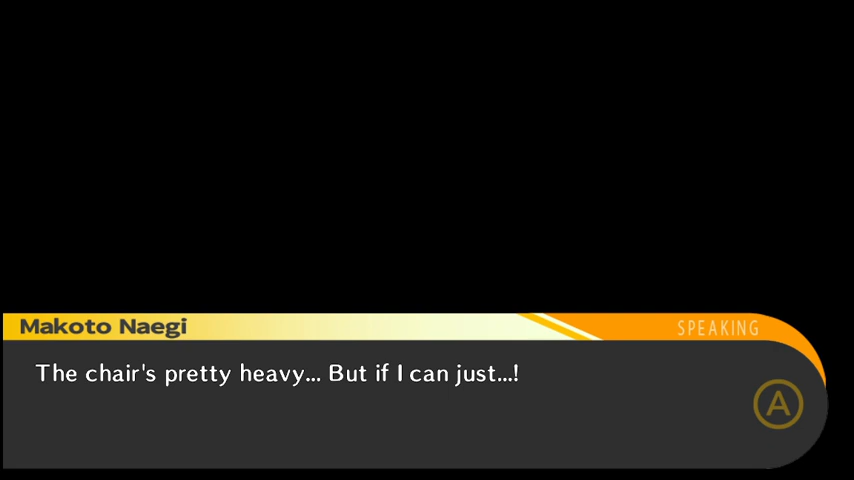 Makoto Naegi
SPEAKING
The chair's pretty heavy... But if I can just...!
A